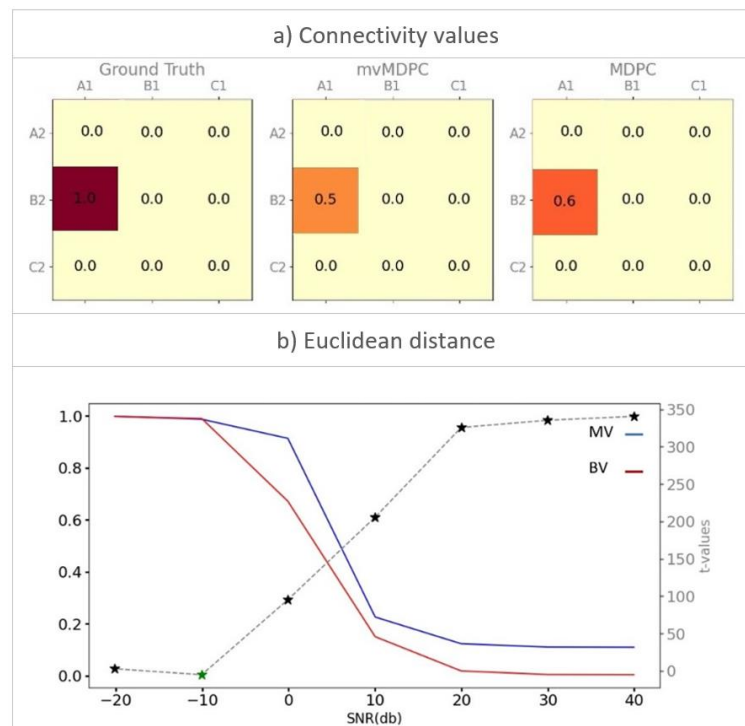 a) Connectivity values
Ground Truth mvMDPC MDPC
A1 B1 C1 A1 B1 C1 A1 B1 C1
A2 0.0 0.0 0.0 A2 0.0 0.0 0.0 A2 0.0 0.0 0.0
B2 1.0 0.0 0.0 B2 0.5 0.0 0.0 B2 0.6 0.0 0.0
C2 0.0 0.0 0.0 C2 0.0 0.0 0.0 C2 0.0 0.0 0.0
b) Euclidean distance
1.0 350
MV 300
0.8 BV 250
0.6 200
150
0.4 100
0.2 50
0.0 0
t-values
−20 −10 0 10 20 30 40
SNR(db)